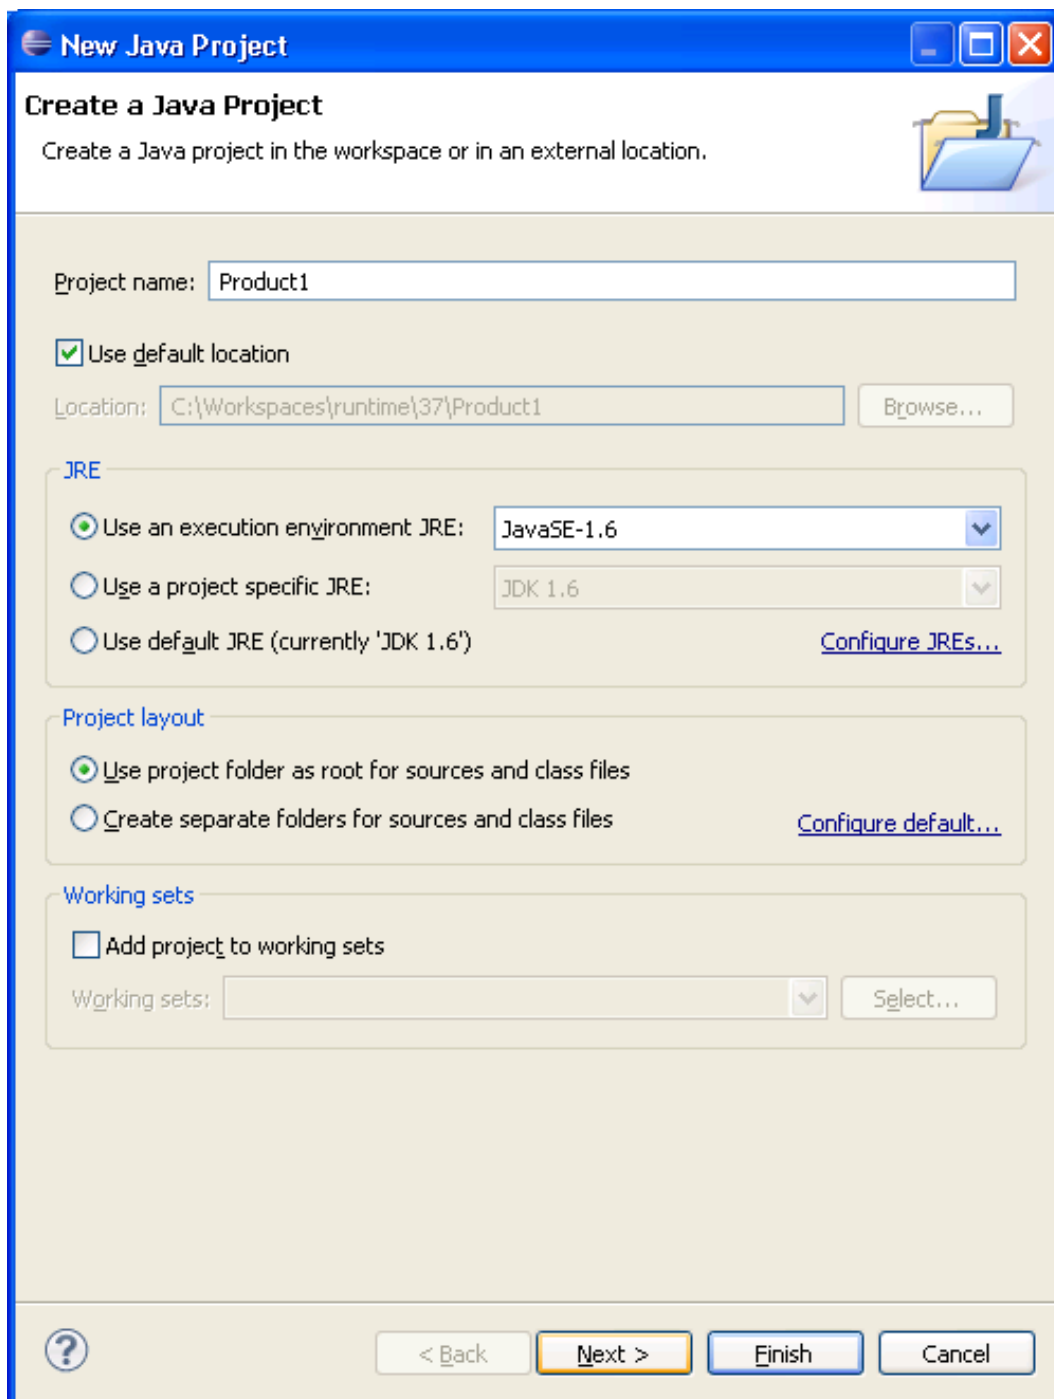 New Java Project
Create a Java Project
Create a Java project in the workspace or in an external location.
Project name: Product1
Use default location
Location: C:\Workspaces\runtime\37\Product1 Browse...
JRE
Use an execution environment JRE: JavaSE-1.6
Use a project specific JRE: JDK 1.6
Use default JRE (currently 'JDK 1.6') Configure JREs...
Project layout
Use project folder as root for sources and class files
Create separate folders for sources and class files Configure default...
Working sets
Add project to working sets
Working sets: Select...
? < Back Next > Finish Cancel